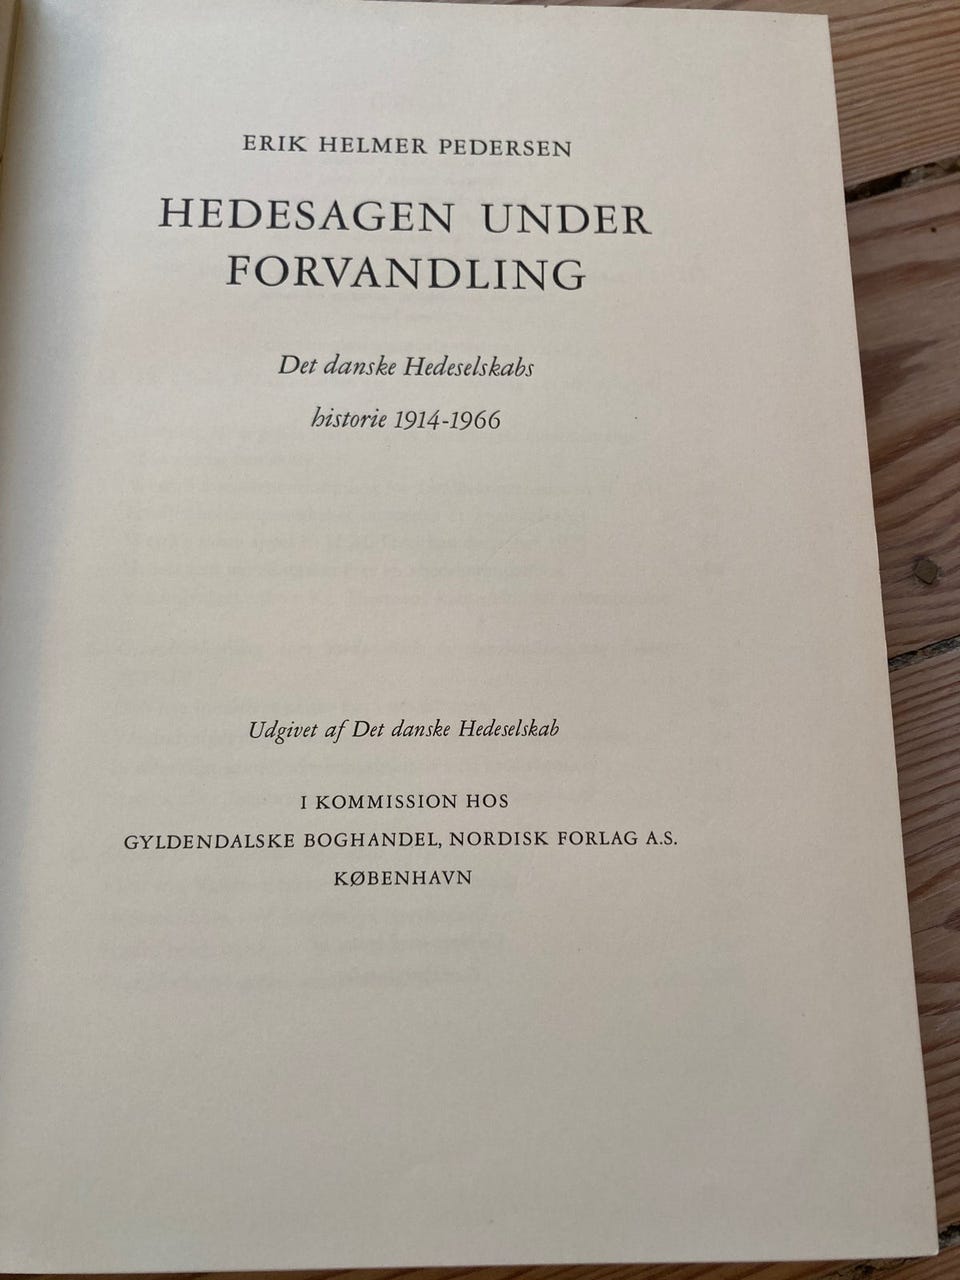 ERIK HELMER PEDERSEN
HEDESAGEN UNDER
FORVANDLING
Det danske Hedeselskabs
historie 1914-1966
Udgivet af Det danske Hedeselskab
I KOMMISSION HOS
GYLDENDALSKE BOGHANDEL, NORDISK FORLAG A.S.
KØBENHAVN